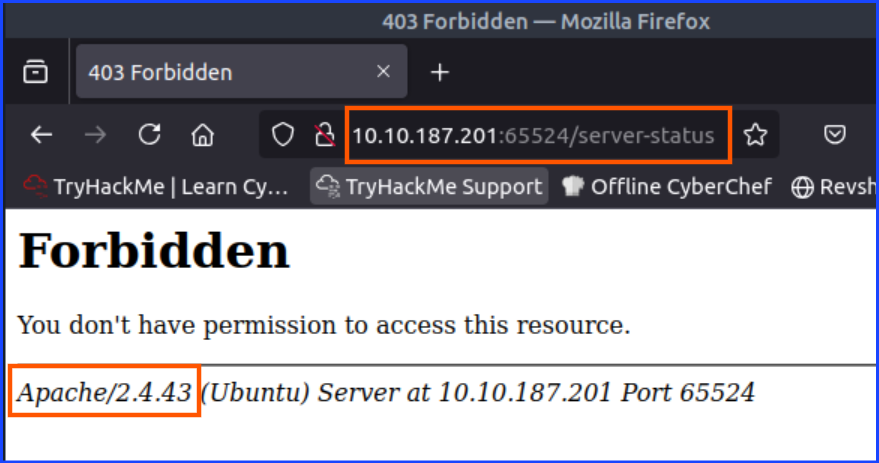 403 Forbidden — Mozilla Firefox
403 Forbidden
10.10.187.201:65524/server-status
TryHackMe | Learn Cy... TryHackMe Support Offline CyberChef Revsh
Forbidden
You don't have permission to access this resource.
Apache/2.4.43 (Ubuntu) Server at 10.10.187.201 Port 65524